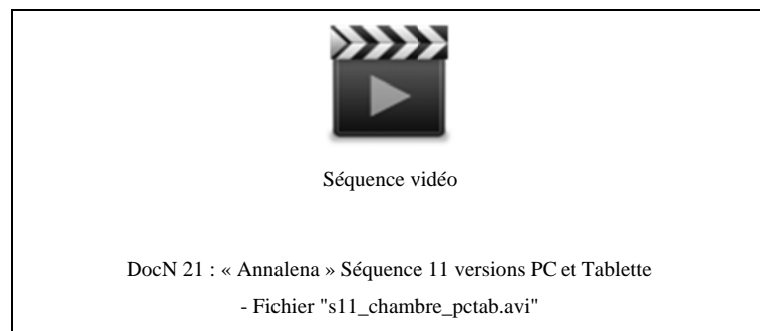 Séquence vidéo
DocN 21 : « Annalena » Séquence 11 versions PC et Tablette
- Fichier "s11_chambre_pctab.avi"